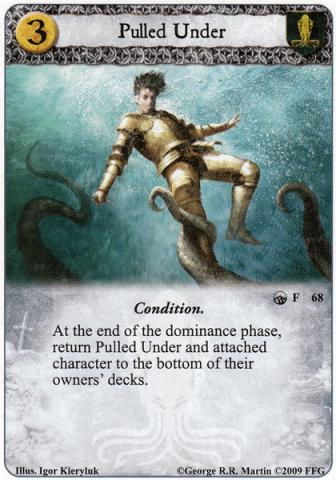 3
Pulled Under
F 68
Condition.
At the end of the dominance phase,
return Pulled Under and attached
character to the bottom of their
owners' decks.
Illus. Igor Kieryluk ©George R.R. Martin ©2009 FFG